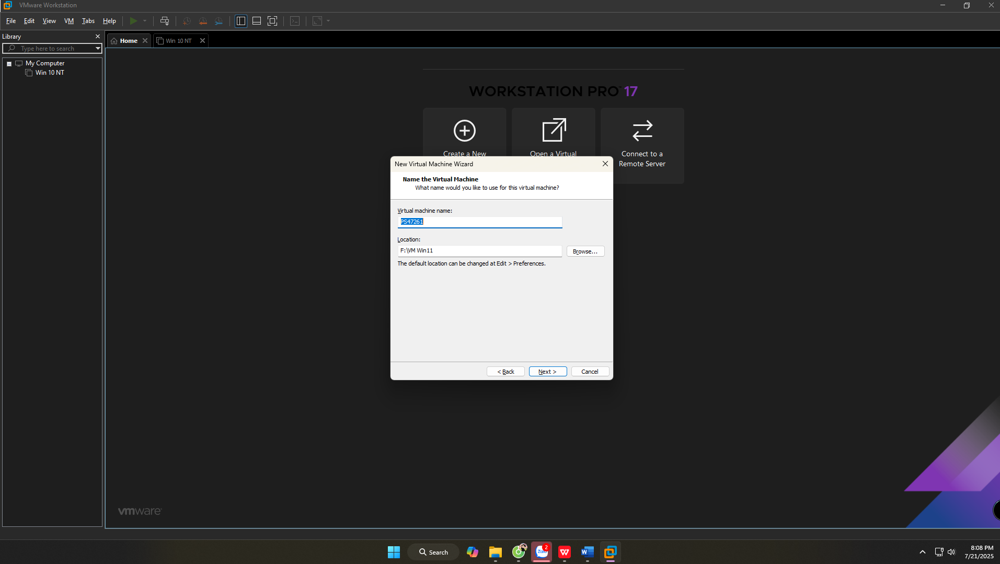 VMware Workstation
File Edit View VM Tabs Help
Library
Type here to search
My Computer
Win 10 NT
Home
Win 10 NT
WORKSTATION PRO™ 17
Create a New
Open a Virtual
Connect to a
Remote Server
New Virtual Machine Wizard
Name the Virtual Machine
What name would you like to use for this virtual machine?
Virtual machine name:
PS47261
Location:
F:\VM Win11
Browse...
The default location can be changed at Edit > Preferences.
< Back
Next >
Cancel
vmware
Search
Zalo
2
W
W
8:08 PM
7/21/2025